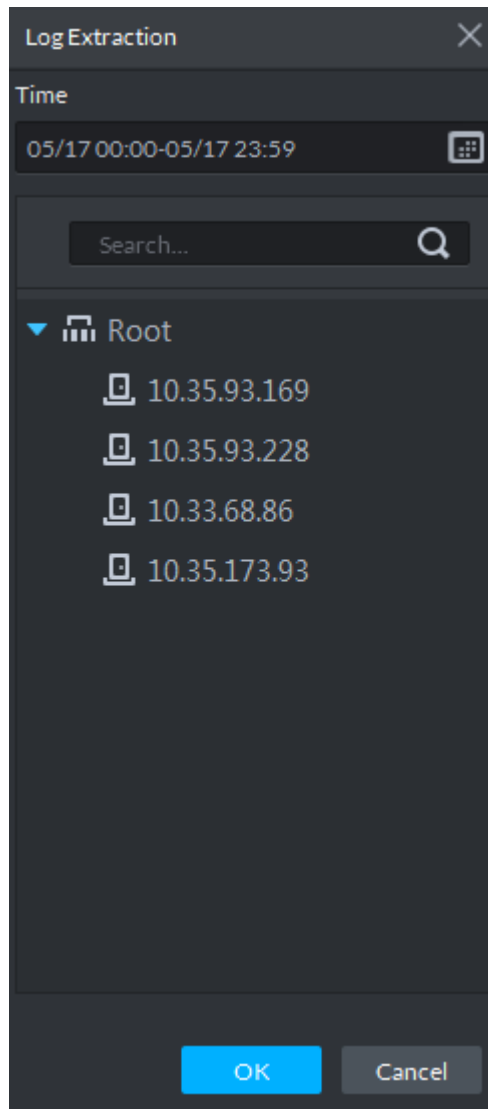 Log Extraction
Time
05/17 00:00-05/17 23:59
Search...
Root
10.35.93.169
10.35.93.228
10.33.68.86
10.35.173.93
OK Cancel